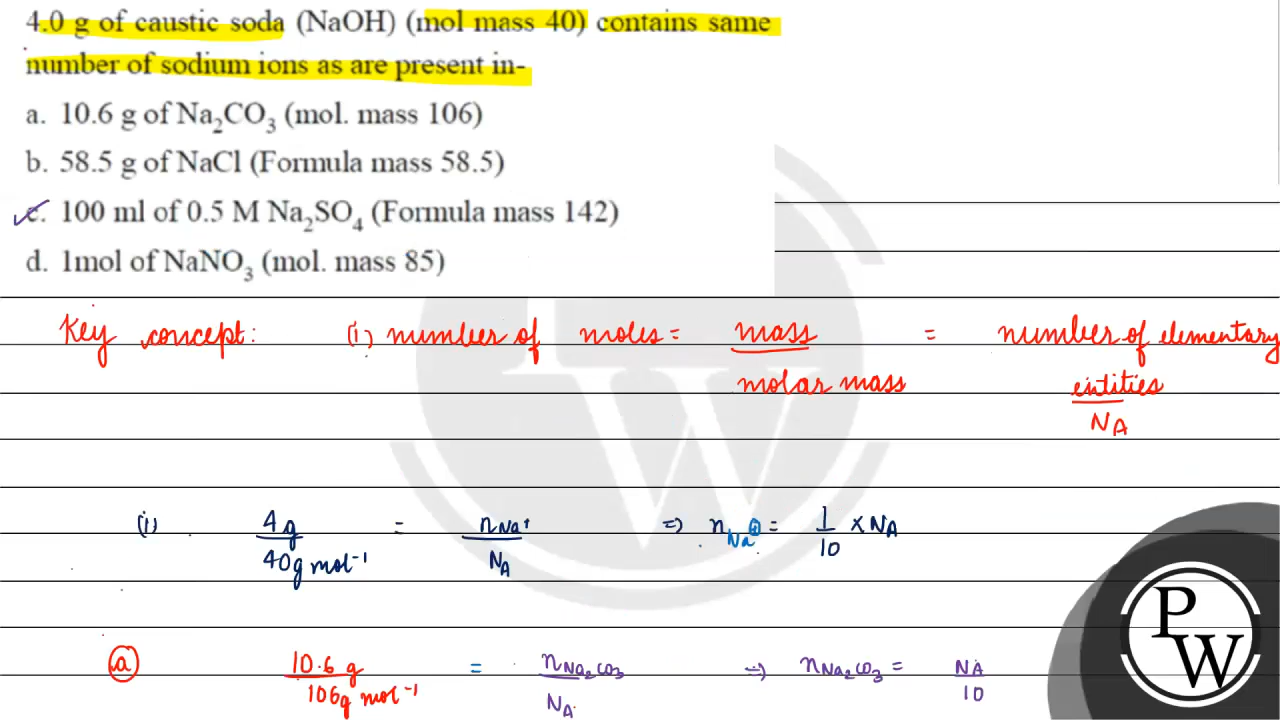 4.0 g of caustic soda (NaOH) (mol mass 40) contains same
number of sodium ions as are present in-
a. 10.6 g of Na₂CO₃ (mol. mass 106)
b. 58.5 g of NaCl (Formula mass 58.5)
c. 100 ml of 0.5 M Na₂SO₄ (Formula mass 142)
d. 1mol of NaNO₃ (mol. mass 85)
Key concept: (i) number of moles = mass / molar mass = number of elementary entities / NA
(i) 4g / 40g mol⁻¹ = nNa⁺ / NA => nNa⊕ = 1/10 × NA
(a) 10.6 g / 106g mol⁻¹ = nNa₂CO₃ / NA => nNa₂CO₃ = NA / 10
PW